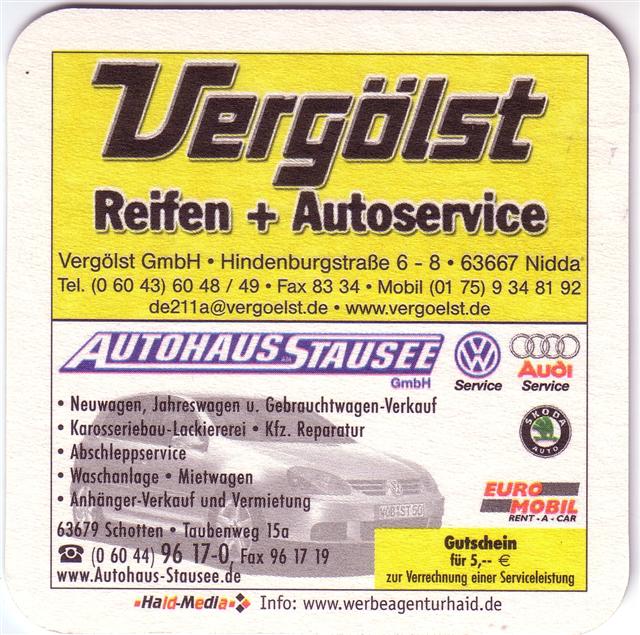 Vergölst
Reifen + Autoservice
Vergölst GmbH • Hindenburgstraße 6 - 8 • 63667 Nidda
Tel. (0 60 43) 60 48 / 49 • Fax 83 34 • Mobil (01 75) 9 34 81 92
de211a@vergoelst.de • www.vergoelst.de
AUTOHAUS AM STAUSEE
GmbH
Service
Audi
Service
• Neuwagen, Jahreswagen u. Gebrauchtwagen-Verkauf
• Karosseriebau-Lackiererei • Kfz. Reparatur
• Abschleppservice
• Waschanlage • Mietwagen
• Anhänger-Verkauf und Vermietung
SKODA
AUTO
EURO
MOBIL
RENT-A-CAR
63679 Schotten • Taubenweg 15a
☎ (0 60 44) 96 17-0, Fax 96 17 19
www.Autohaus-Stausee.de
Gutschein
für 5,-- €
zur Verrechnung einer Serviceleistung
Haid-Media Info: www.werbeagenturhaid.de